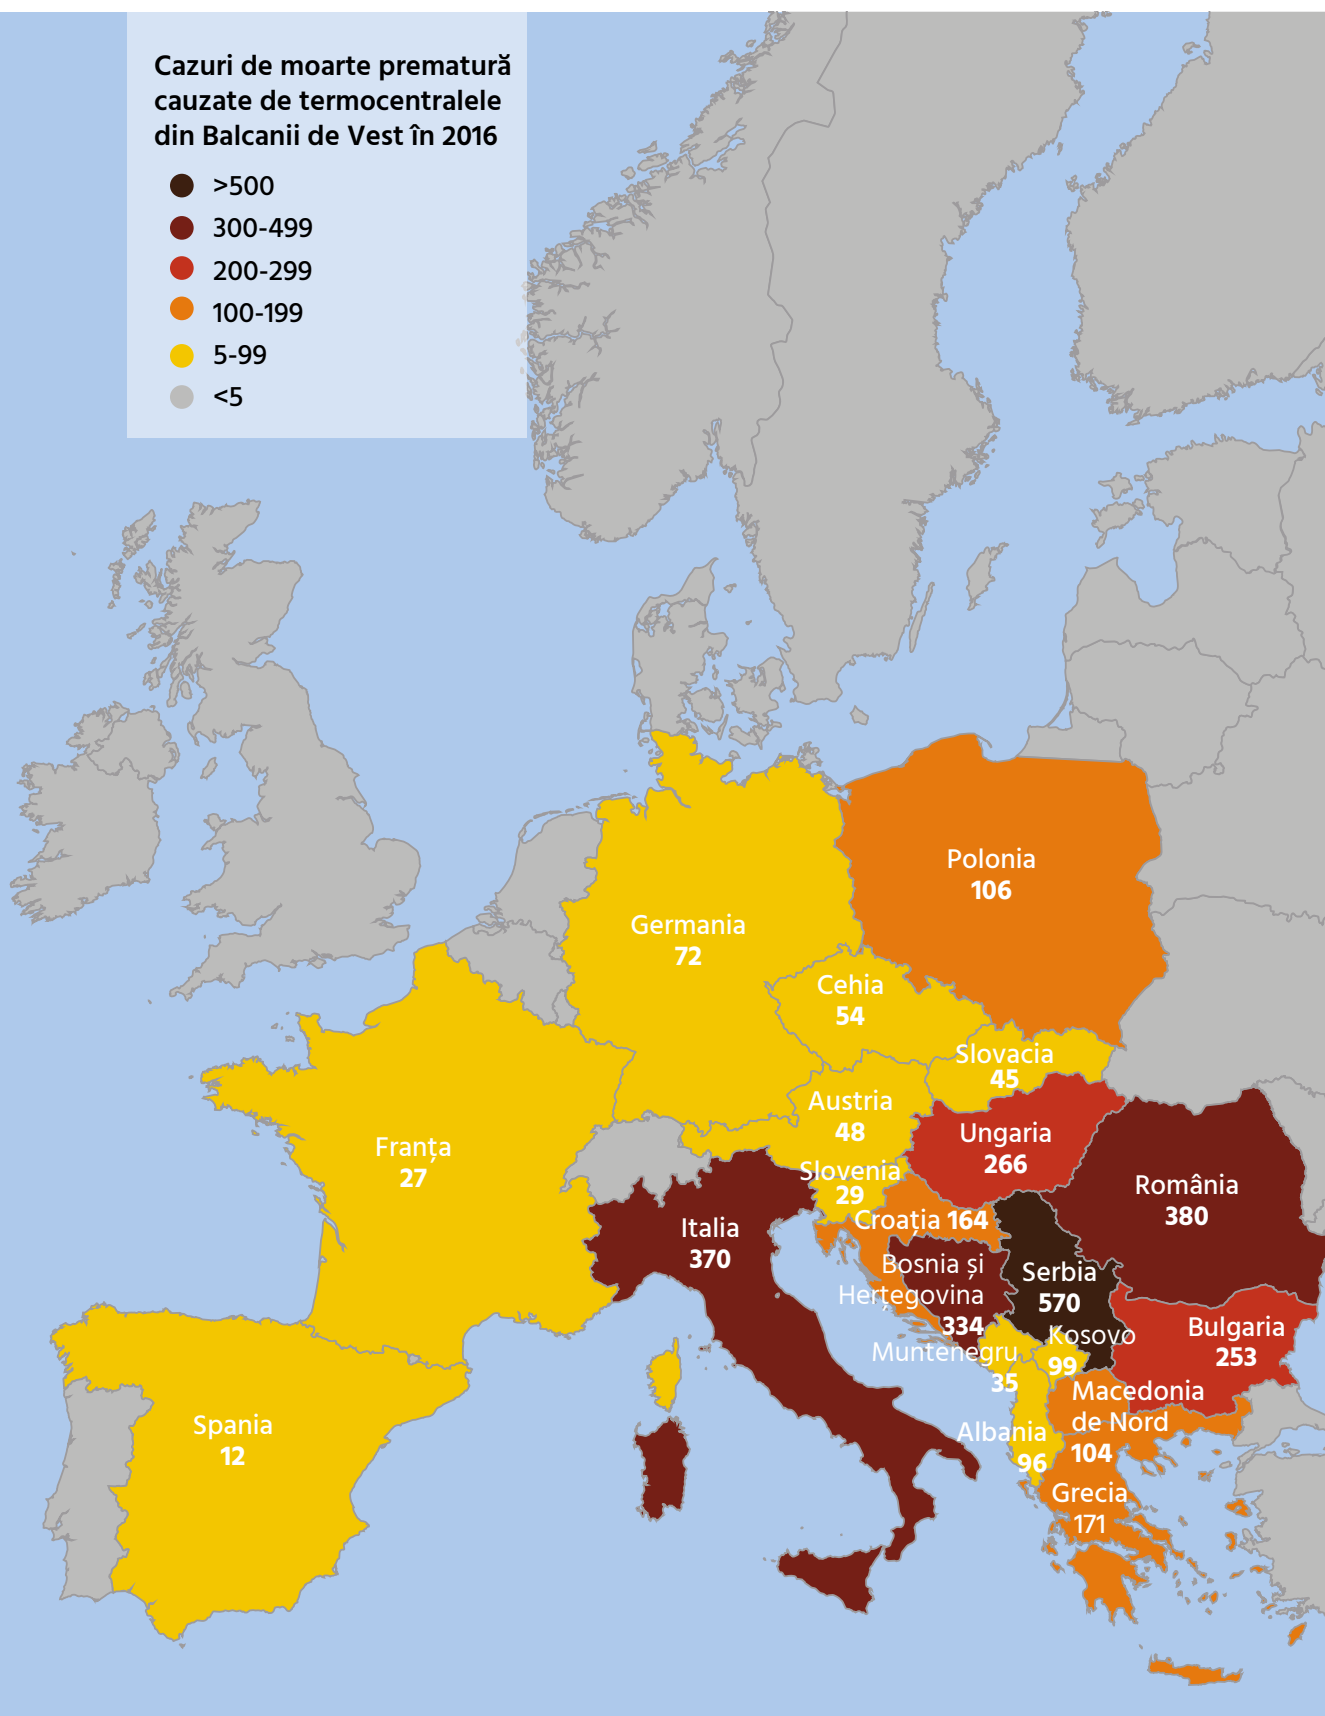 Cazuri de moarte prematură
cauzate de termocentralele
din Balcanii de Vest în 2016
>500
300-499
200-299
100-199
5-99
<5
Polonia
106
Germania
72
Cehia
54
Slovacia
45
Austria
48
Ungaria
266
Franța
27
Slovenia
29
România
380
Croația 164
Italia
370
Bosnia și
Herțegovina
334
Serbia
570
Kosovo
99
Bulgaria
253
Muntenegru
35
Macedonia
de Nord
104
Spania
12
Albania
96
Grecia
171